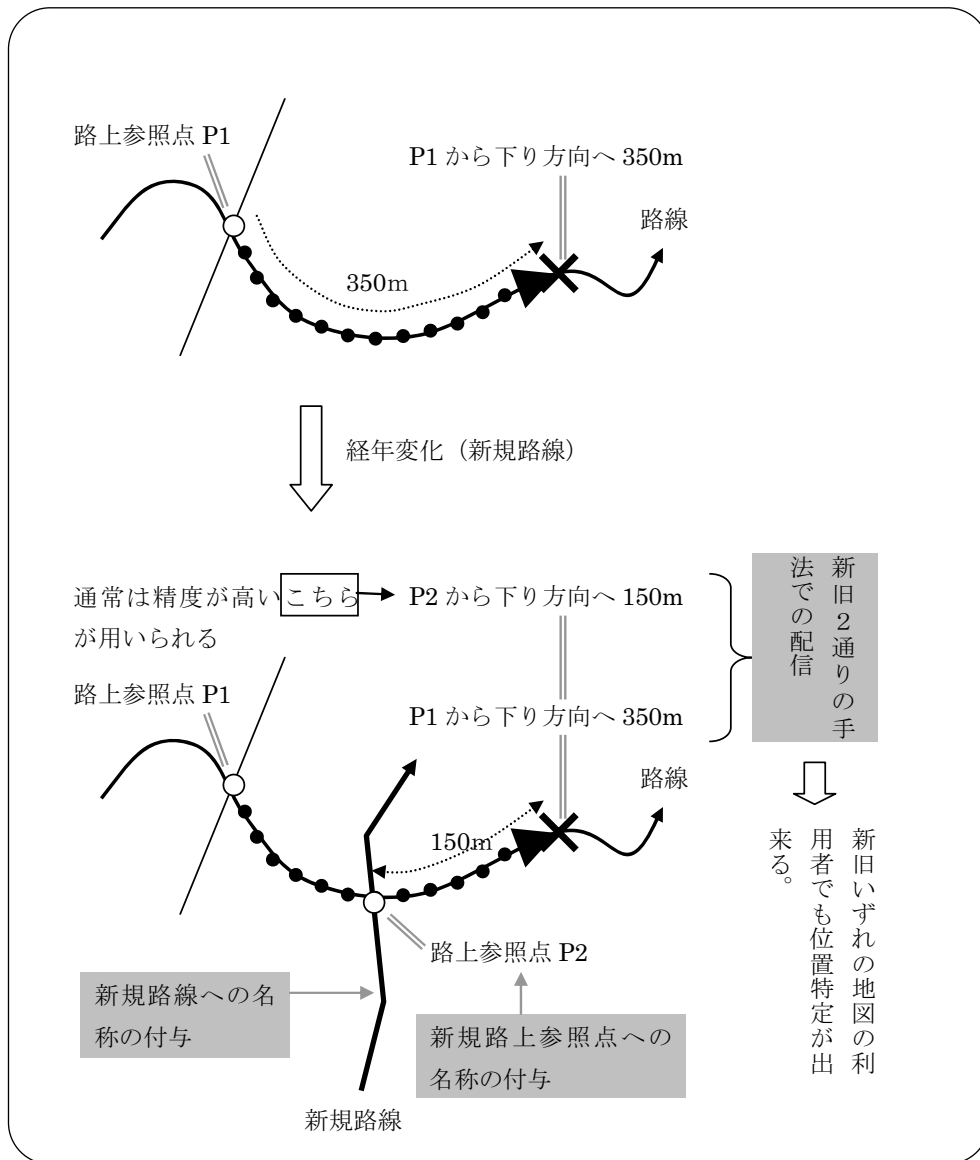 路上参照点 P1
P1 から下り方向へ 350m
路線
350m
経年変化（新規路線）
通常は精度が高いこちら
が用いられる
P2 から下り方向へ 150m
新旧２通りの手
法での配信
路上参照点 P1
P1 から下り方向へ 350m
路線
150m
新旧いずれの地図の利
用者でも位置特定が出
来る。
路上参照点 P2
新規路線への名
称の付与
新規路上参照点への
名称の付与
新規路線